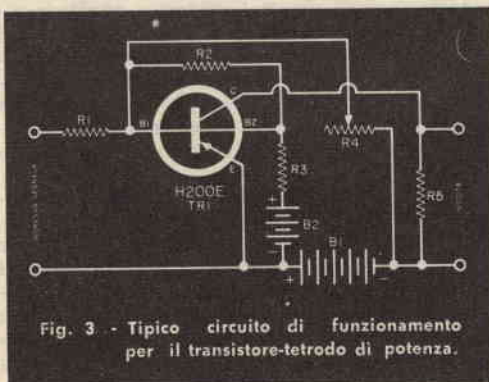 R2
C
R1
B1
B2
R4
E
H200E
TR1
R3
R5
+
B2
-
B1
+
-
Fig. 3 - Tipico circuito di funzionamento
per il transistore-tetrodo di potenza.